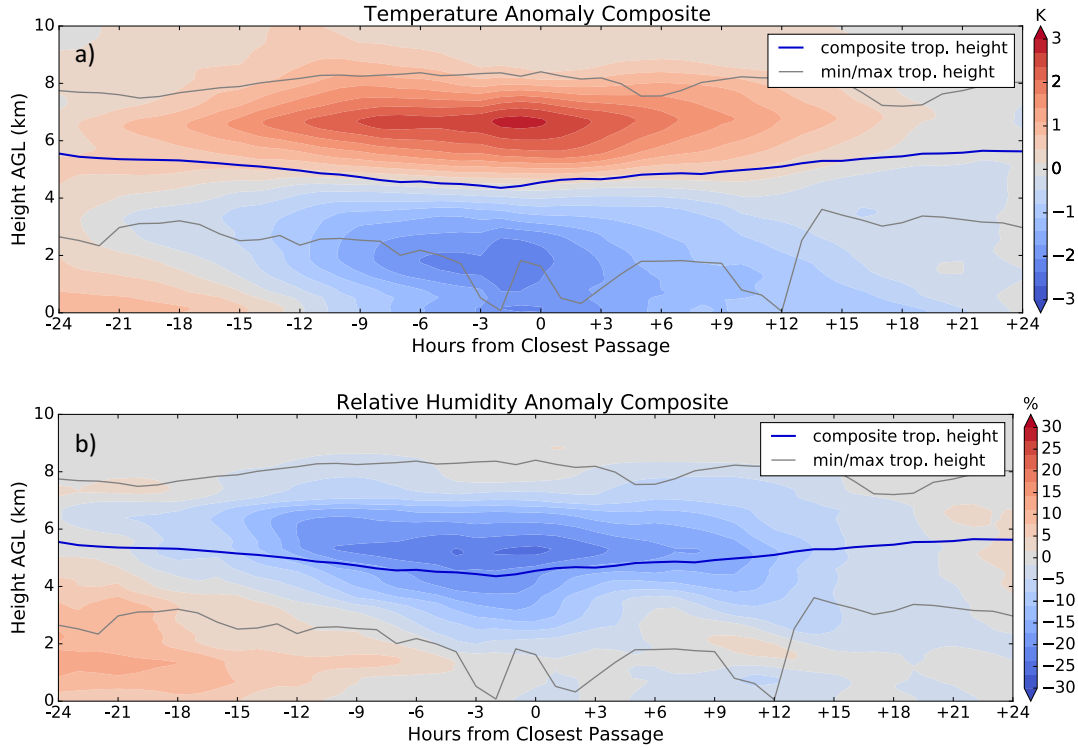 Temperature Anomaly Composite
K
a)
composite trop. height
min/max trop. height
Height AGL (km)
10
8
6
4
2
0
3
2
1
0
−1
−2
−3
-24 -21 -18 -15 -12 -9 -6 -3 0 +3 +6 +9 +12 +15 +18 +21 +24
Hours from Closest Passage
Relative Humidity Anomaly Composite
%
b)
composite trop. height
min/max trop. height
Height AGL (km)
10
8
6
4
2
0
30
25
20
15
10
5
0
−5
−10
−15
−20
−25
−30
-24 -21 -18 -15 -12 -9 -6 -3 0 +3 +6 +9 +12 +15 +18 +21 +24
Hours from Closest Passage